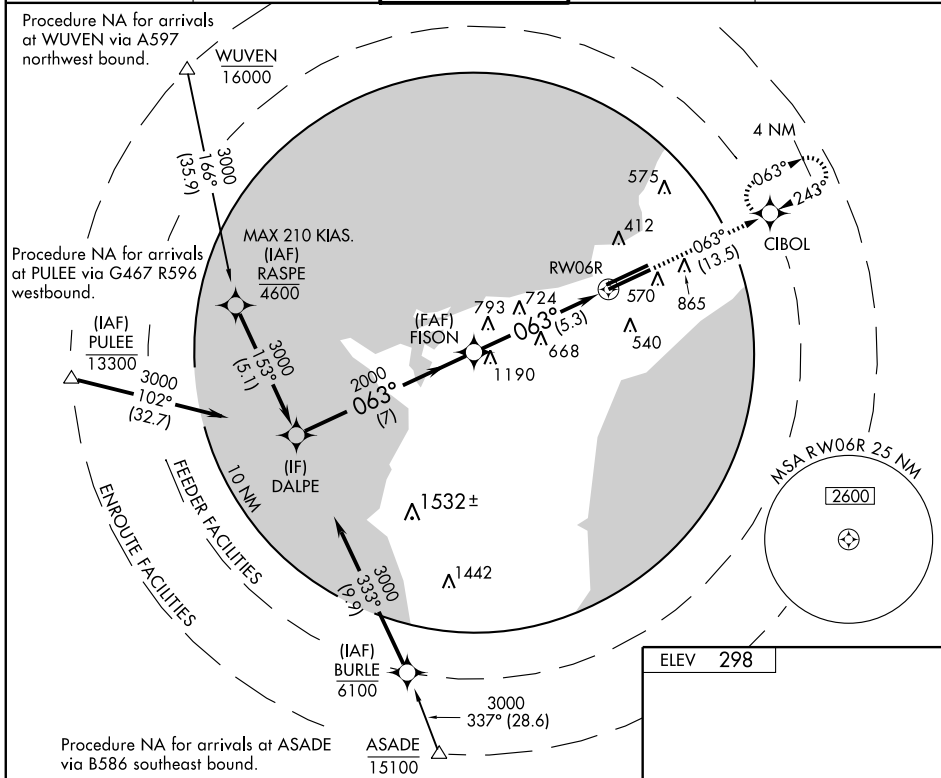 Procedure NA for arrivals
at WUVEN via A597
northwest bound.
WUVEN
16000
3000
166°
(35.9)
4 NM
063°
243°
CIBOL
575
412
063°
(13.5)
MAX 210 KIAS.
(IAF)
RASPE
4600
Procedure NA for arrivals
at PULEE via G467 R596
westbound.
RW06R
570
865
(IAF)
PULEE
13300
3000
102°
(32.7)
3000
153°
(5.1)
(FAF)
FISON
793
724
063°
(5.3)
668
540
1190
2000
063°
(7)
(IF)
DALPE
10 NM
FEEDER FACILITIES
ENROUTE FACILITIES
MSA RW06R 25 NM
2600
1532±
1442
3000
333°
(9.9)
(IAF)
BURLE
6100
3000
337° (28.6)
ELEV 298
Procedure NA for arrivals at ASADE
via B586 southeast bound.
ASADE
15100